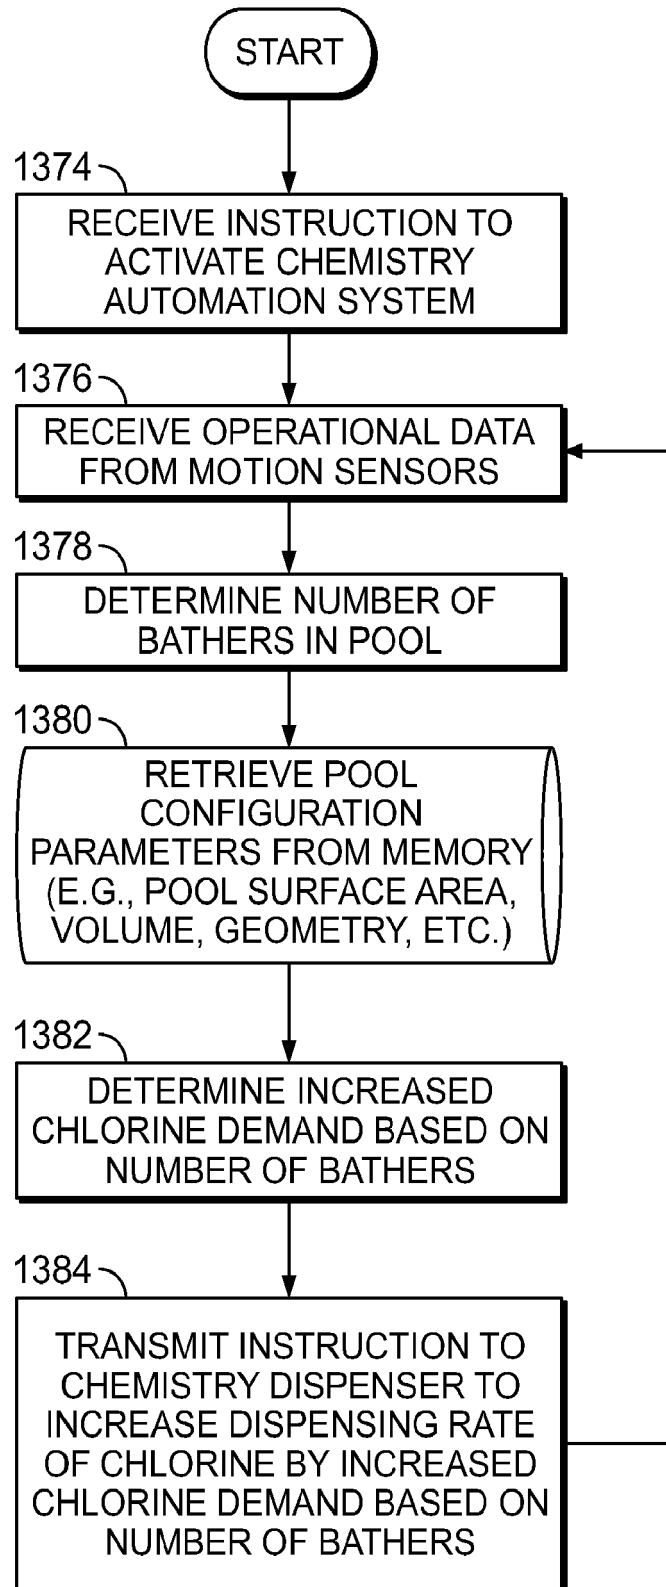 START
1374
RECEIVE INSTRUCTION TO
ACTIVATE CHEMISTRY
AUTOMATION SYSTEM
1376
RECEIVE OPERATIONAL DATA
FROM MOTION SENSORS
1378
DETERMINE NUMBER OF
BATHERS IN POOL
1380
RETRIEVE POOL
CONFIGURATION
PARAMETERS FROM MEMORY
(E.G., POOL SURFACE AREA,
VOLUME, GEOMETRY, ETC.)
1382
DETERMINE INCREASED
CHLORINE DEMAND BASED ON
NUMBER OF BATHERS
1384
TRANSMIT INSTRUCTION TO
CHEMISTRY DISPENSER TO
INCREASE DISPENSING RATE
OF CHLORINE BY INCREASED
CHLORINE DEMAND BASED ON
NUMBER OF BATHERS